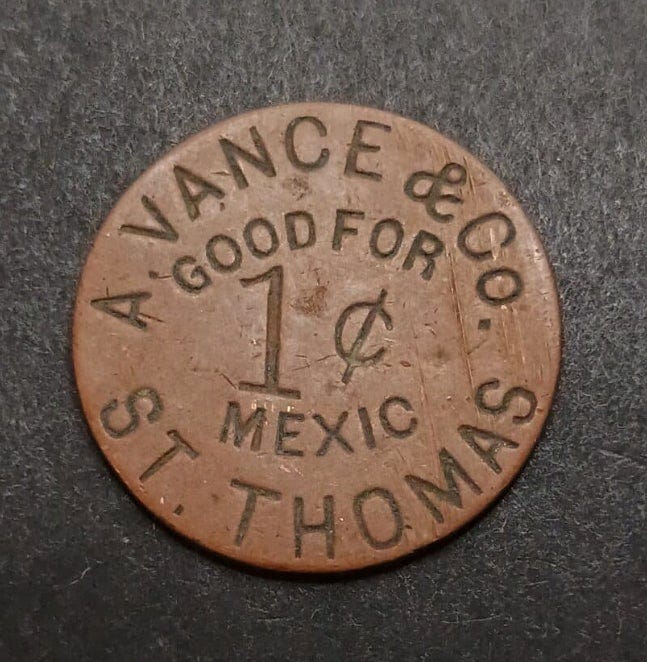 A. VANCE & Co.
GOOD FOR
1 ¢
MEXIC
ST. THOMAS